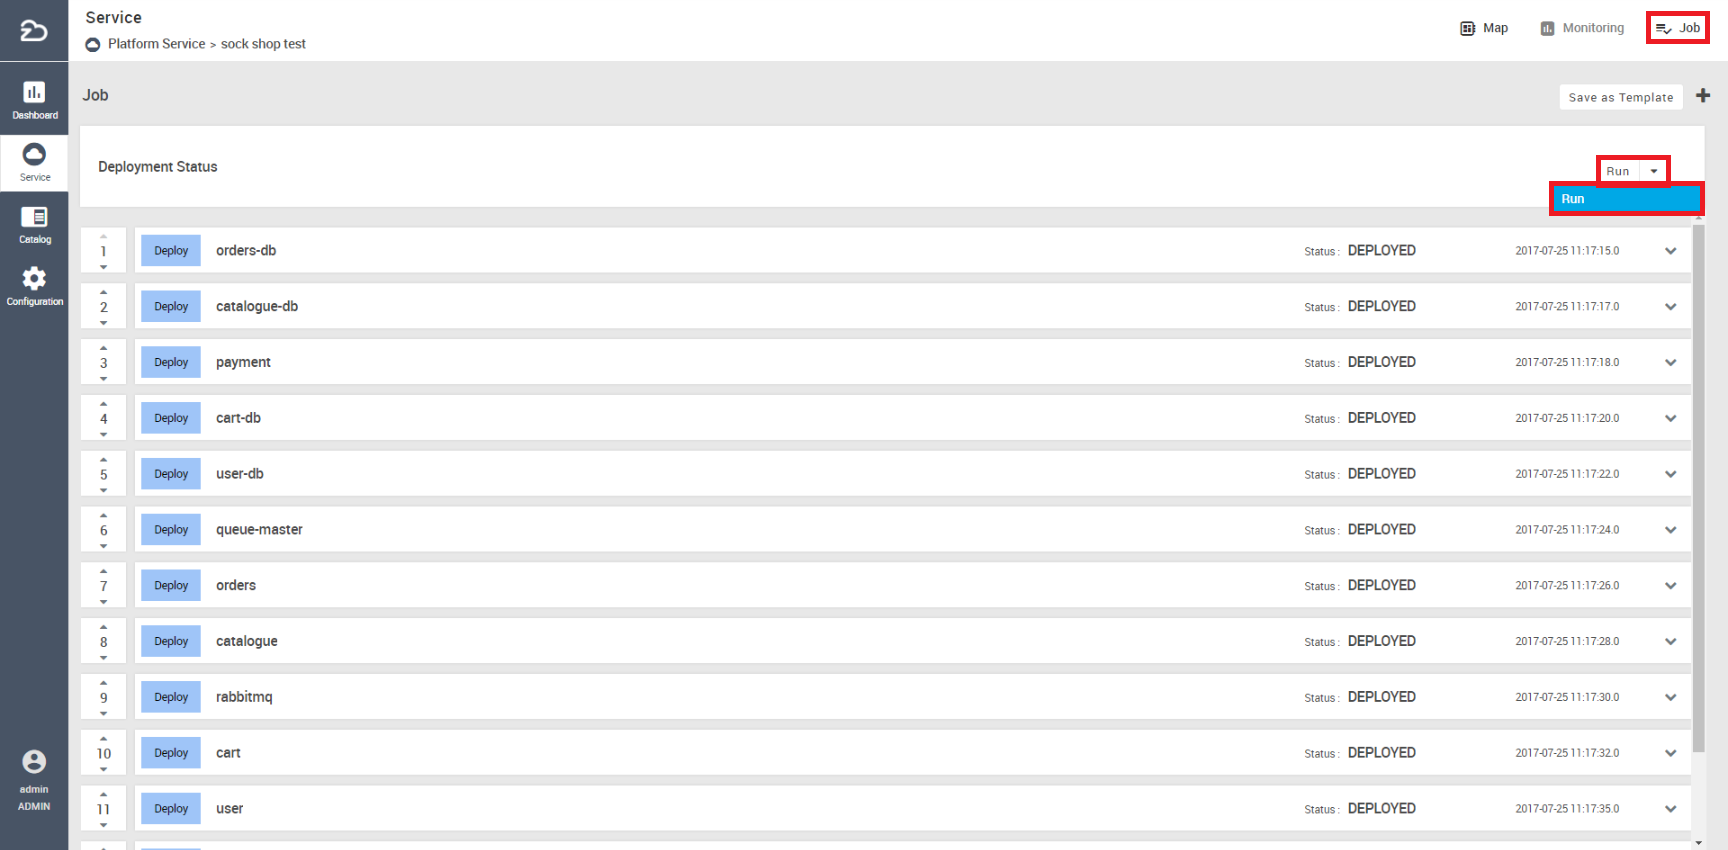 Service
Platform Service > sock shop test
Map
Monitoring
Job
Dashboard
Service
Catalog
Configuration
admin
ADMIN
Job
Save as Template
Deployment Status
Run
Run
1 Deploy orders-db Status : DEPLOYED 2017-07-25 11:17:15.0
2 Deploy catalogue-db Status : DEPLOYED 2017-07-25 11:17:17.0
3 Deploy payment Status : DEPLOYED 2017-07-25 11:17:18.0
4 Deploy cart-db Status : DEPLOYED 2017-07-25 11:17:20.0
5 Deploy user-db Status : DEPLOYED 2017-07-25 11:17:22.0
6 Deploy queue-master Status : DEPLOYED 2017-07-25 11:17:24.0
7 Deploy orders Status : DEPLOYED 2017-07-25 11:17:26.0
8 Deploy catalogue Status : DEPLOYED 2017-07-25 11:17:28.0
9 Deploy rabbitmq Status : DEPLOYED 2017-07-25 11:17:30.0
10 Deploy cart Status : DEPLOYED 2017-07-25 11:17:32.0
11 Deploy user Status : DEPLOYED 2017-07-25 11:17:35.0